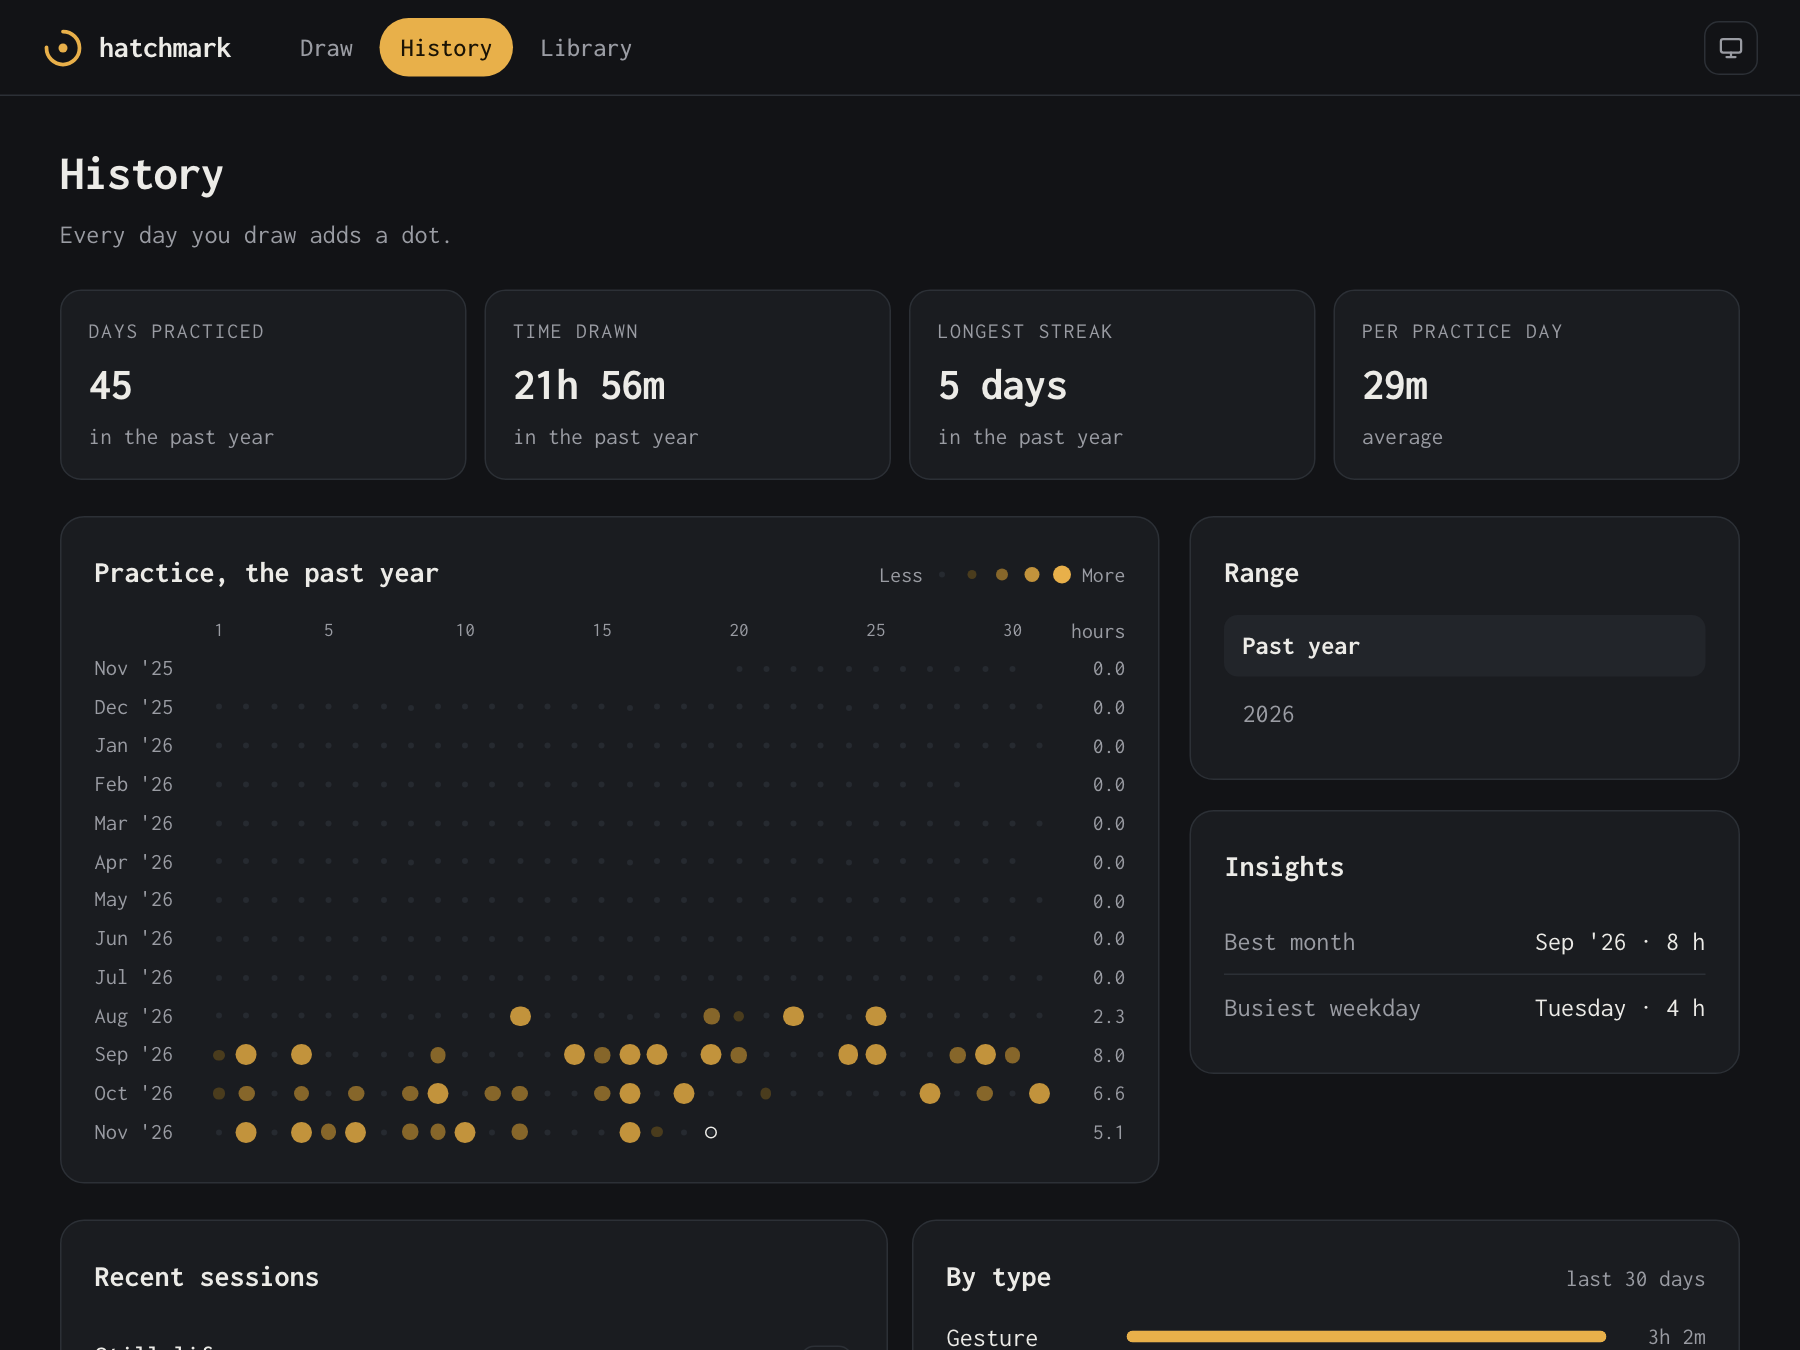 hatchmark Draw History Library
History
Every day you draw adds a dot.
DAYS PRACTICED
45
in the past year
TIME DRAWN
21h 56m
in the past year
LONGEST STREAK
5 days
in the past year
PER PRACTICE DAY
29m
average
Practice, the past year
Less More
1 5 10 15 20 25 30 hours
Nov '25 0.0
Dec '25 0.0
Jan '26 0.0
Feb '26 0.0
Mar '26 0.0
Apr '26 0.0
May '26 0.0
Jun '26 0.0
Jul '26 0.0
Aug '26 2.3
Sep '26 8.0
Oct '26 6.6
Nov '26 5.1
Range
Past year
2026
Insights
Best month Sep '26 · 8 h
Busiest weekday Tuesday · 4 h
Recent sessions
By type last 30 days
Gesture 3h 2m